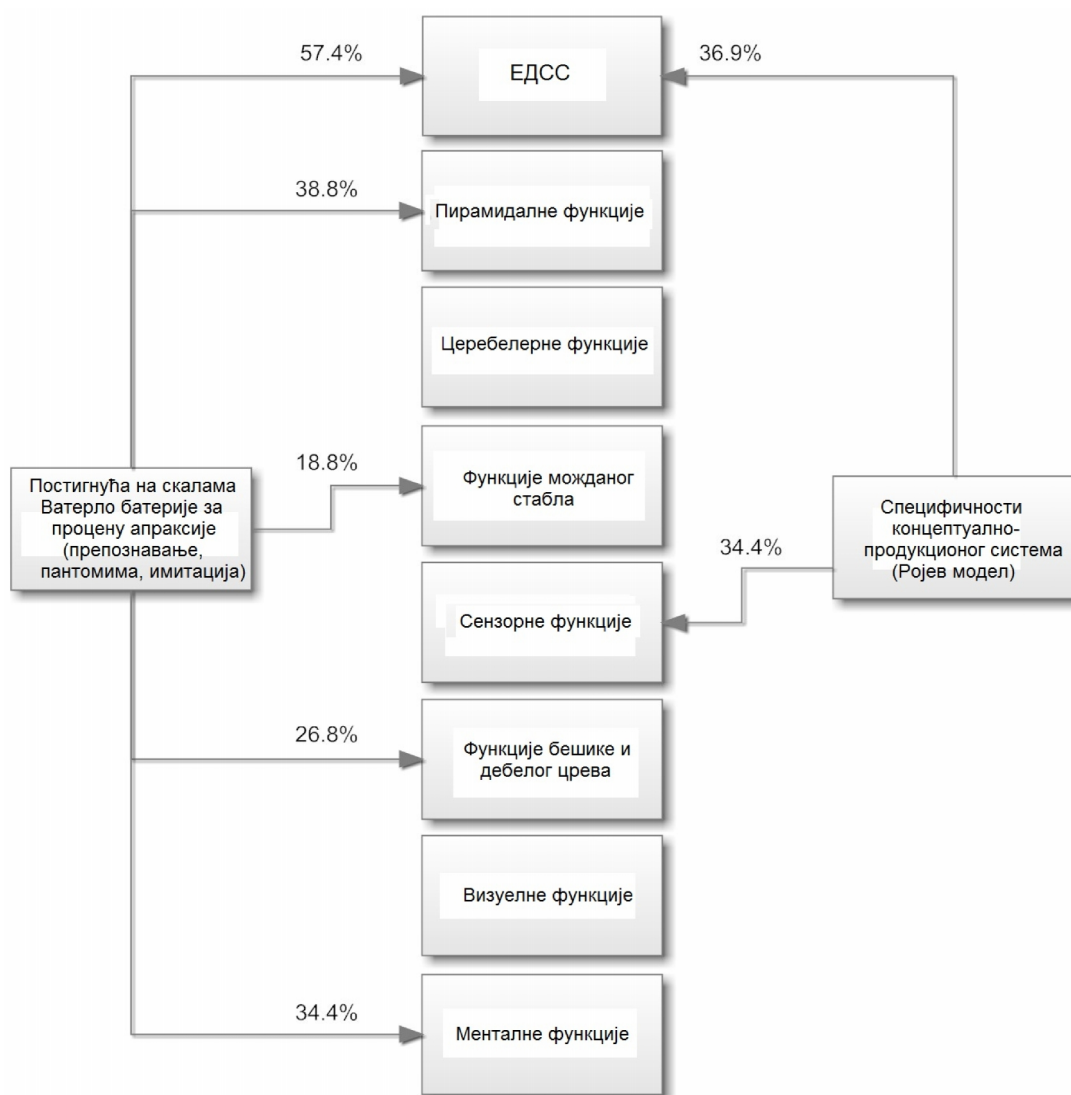 57.4%
36.9%
ЕДСС
38.8%
Пирамидалне функције
Церебеларне функције
18.8%
Функције можданог
стабла
Постигнућа на скалама
Ватерло батерије за
процену апраксије
(препознавање,
пантомима, имитација)
Специфичности
концептуално-
продукционог система
(Ројев модел)
34.4%
Сензорне функције
26.8%
Функције бешике и
дебелог црева
Визуелне функције
34.4%
Менталне функције